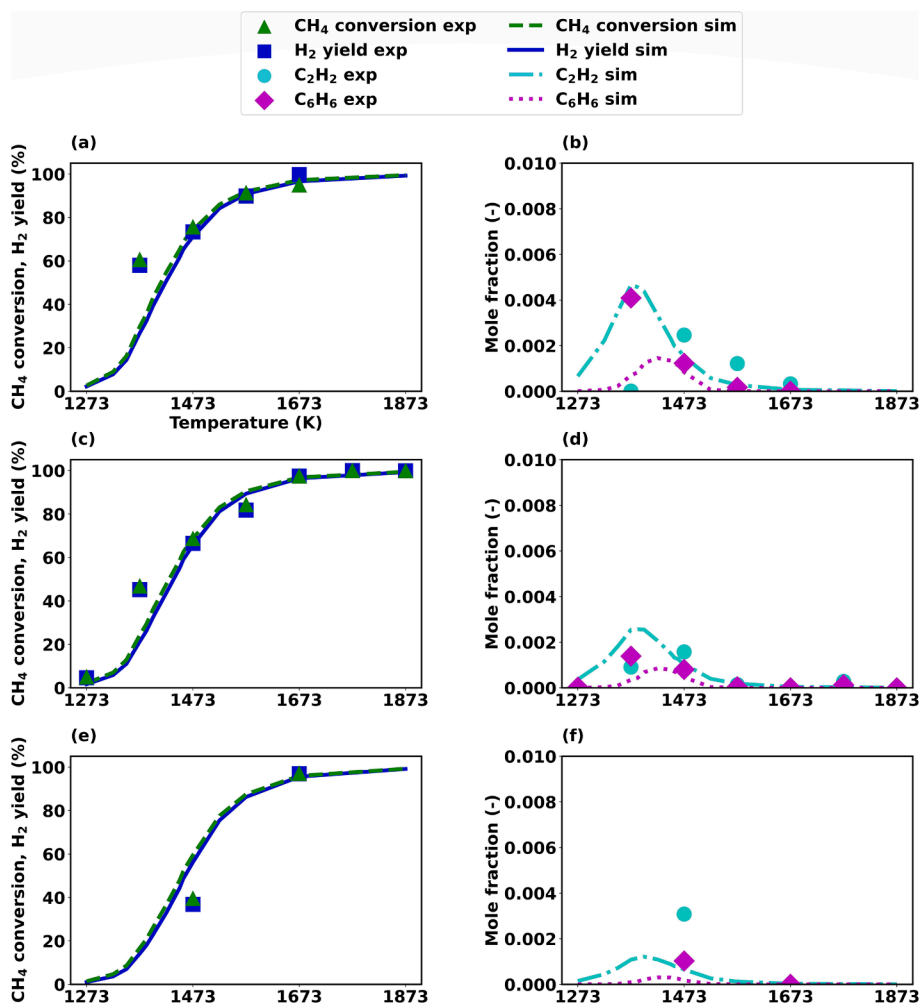 CH₄ conversion exp
CH₄ conversion sim
H₂ yield exp
H₂ yield sim
C₂H₂ exp
C₂H₂ sim
C₆H₆ exp
C₆H₆ sim
(a)
CH₄ conversion, H₂ yield (%)
100
80
60
40
20
0
1273
1473
1673
1873
Temperature (K)
(b)
Mole fraction (-)
0.010
0.008
0.006
0.004
0.002
0.000
1273
1473
1673
1873
(c)
CH₄ conversion, H₂ yield (%)
100
80
60
40
20
0
1273
1473
1673
1873
(d)
Mole fraction (-)
0.010
0.008
0.006
0.004
0.002
0.000
1273
1473
1673
1873
(e)
CH₄ conversion, H₂ yield (%)
100
80
60
40
20
0
1273
1473
1673
1873
(f)
Mole fraction (-)
0.010
0.008
0.006
0.004
0.002
0.000
1273
1473
1673
1873